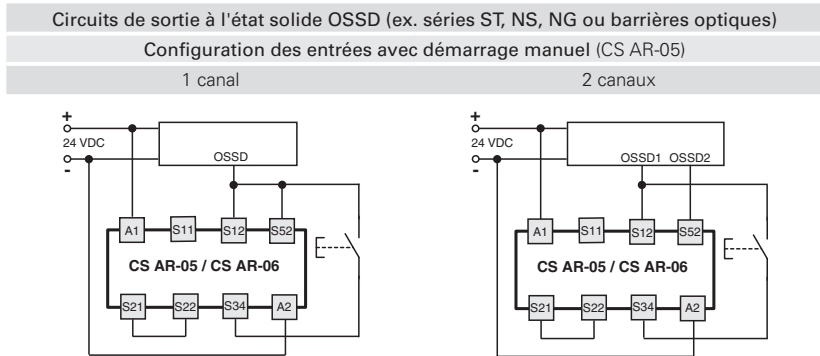 Circuits de sortie à l'état solide OSSD (ex. séries ST, NS, NG ou barrières optiques)
Configuration des entrées avec démarrage manuel (CS AR-05)
1 canal
2 canaux
+
24 VDC
-
OSSD
A1 S11 S12 S52
CS AR-05 / CS AR-06
S21 S22 S34 A2
+
24 VDC
-
OSSD1 OSSD2
A1 S11 S12 S52
CS AR-05 / CS AR-06
S21 S22 S34 A2